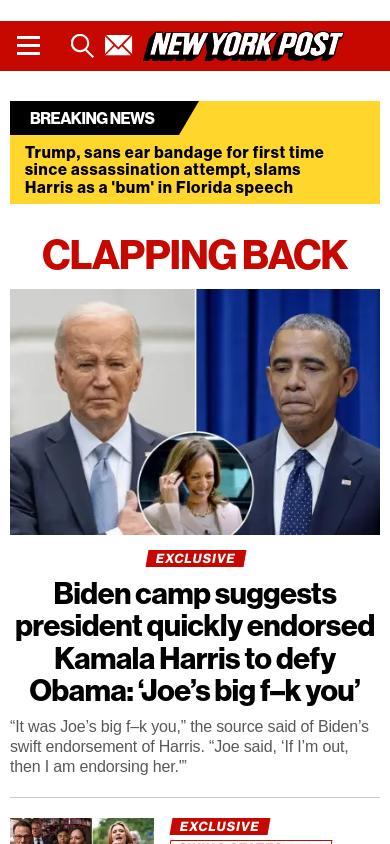 NEW YORK POST
BREAKING NEWS
Trump, sans ear bandage for first time
since assassination attempt, slams
Harris as a 'bum' in Florida speech
CLAPPING BACK
EXCLUSIVE
Biden camp suggests
president quickly endorsed
Kamala Harris to defy
Obama: ‘Joe’s big f–k you’
“It was Joe’s big f–k you,” the source said of Biden’s
swift endorsement of Harris. “Joe said, ‘If I’m out,
then I am endorsing her.'”
EXCLUSIVE